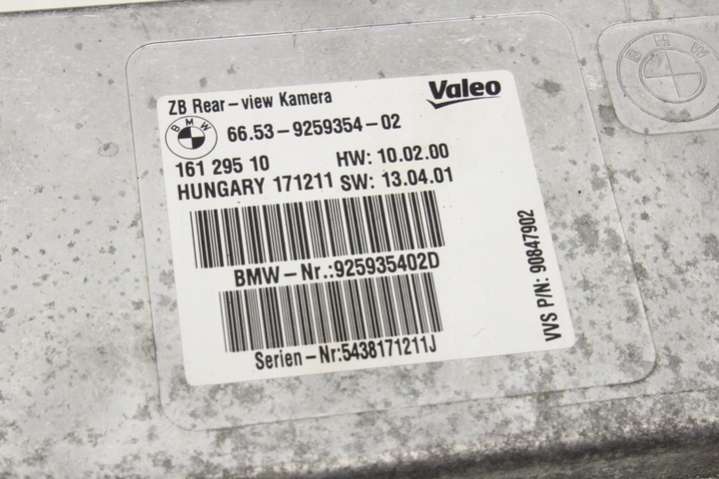 ZB Rear-view Kamera
Valeo
BMW
66.53-9259354-02
161 295 10 HW: 10.02.00
HUNGARY 171211 SW: 13.04.01
BMW-Nr.:925935402D
Serien-Nr:5438171211J
VVS P/N: 90847902
BMW